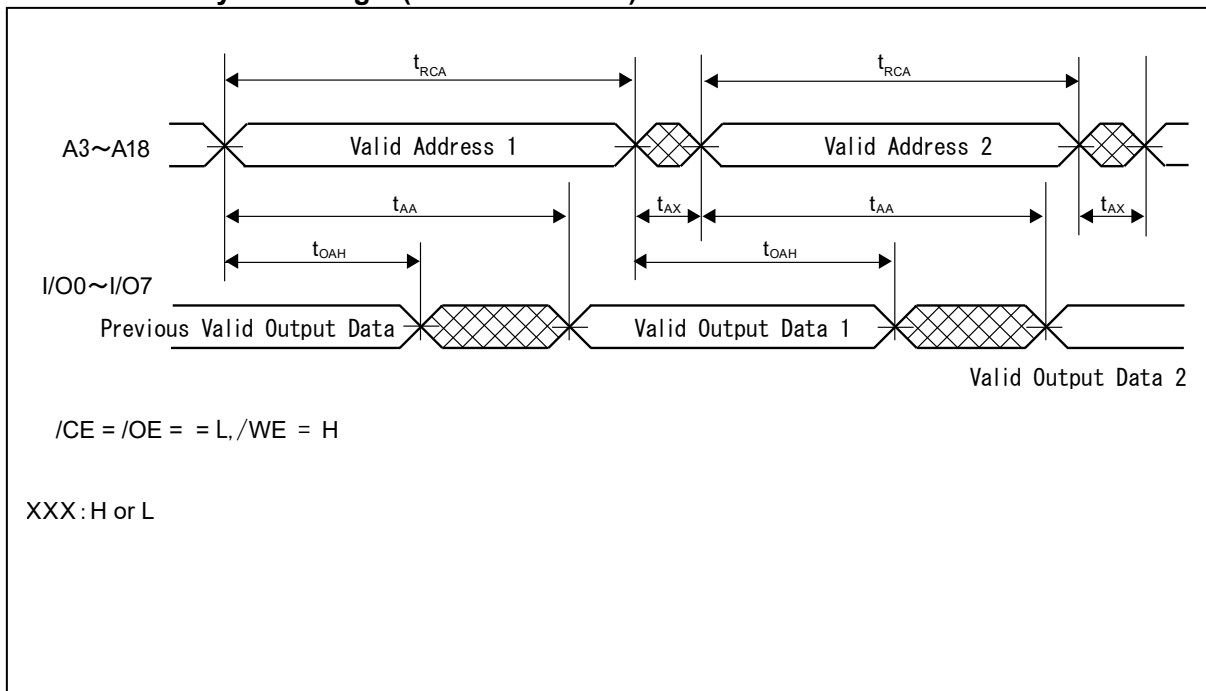 t_RCA t_RCA
A3～A18 Valid Address 1 Valid Address 2
t_AA t_AX t_AA t_AX
t_OAH t_OAH
I/O0～I/O7
Previous Valid Output Data Valid Output Data 1
Valid Output Data 2
/CE = /OE = = L, /WE = H
XXX : H or L